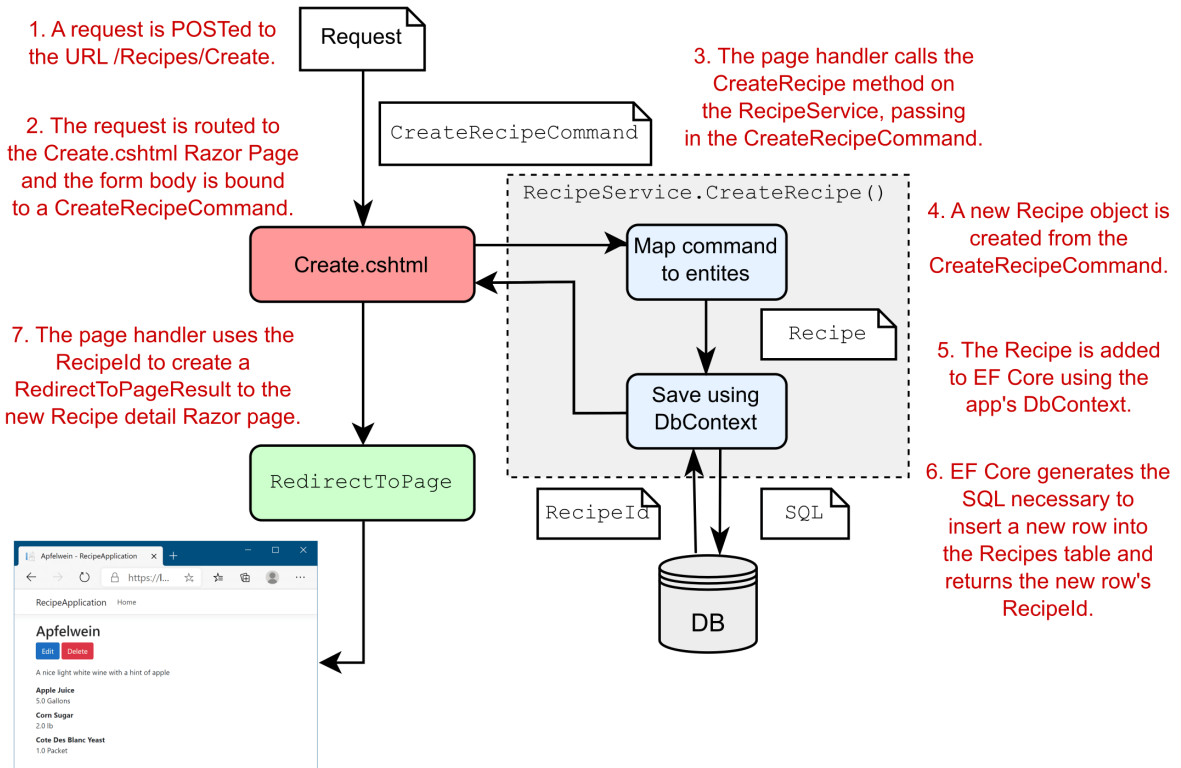 1. A request is POSTed to
the URL /Recipes/Create.
Request
3. The page handler calls the
CreateRecipe method on
the RecipeService, passing
in the CreateRecipeCommand.
CreateRecipeCommand
2. The request is routed to
the Create.cshtml Razor Page
and the form body is bound
to a CreateRecipeCommand.
RecipeService.CreateRecipe()
Create.cshtml
Map command
to entites
4. A new Recipe object is
created from the
CreateRecipeCommand.
Recipe
7. The page handler uses the
RecipeId to create a
RedirectToPageResult to the
new Recipe detail Razor page.
Save using
DbContext
5. The Recipe is added
to EF Core using the
app's DbContext.
RedirectToPage
RecipeId
SQL
6. EF Core generates the
SQL necessary to
insert a new row into
the Recipes table and
returns the new row's
RecipeId.
DB
Apfelwein - RecipeApplication
https://l...
RecipeApplication Home
Apfelwein
Edit Delete
A nice light white wine with a hint of apple
Apple Juice
5.0 Gallons
Corn Sugar
2.0 lb
Cote Des Blanc Yeast
1.0 Packet